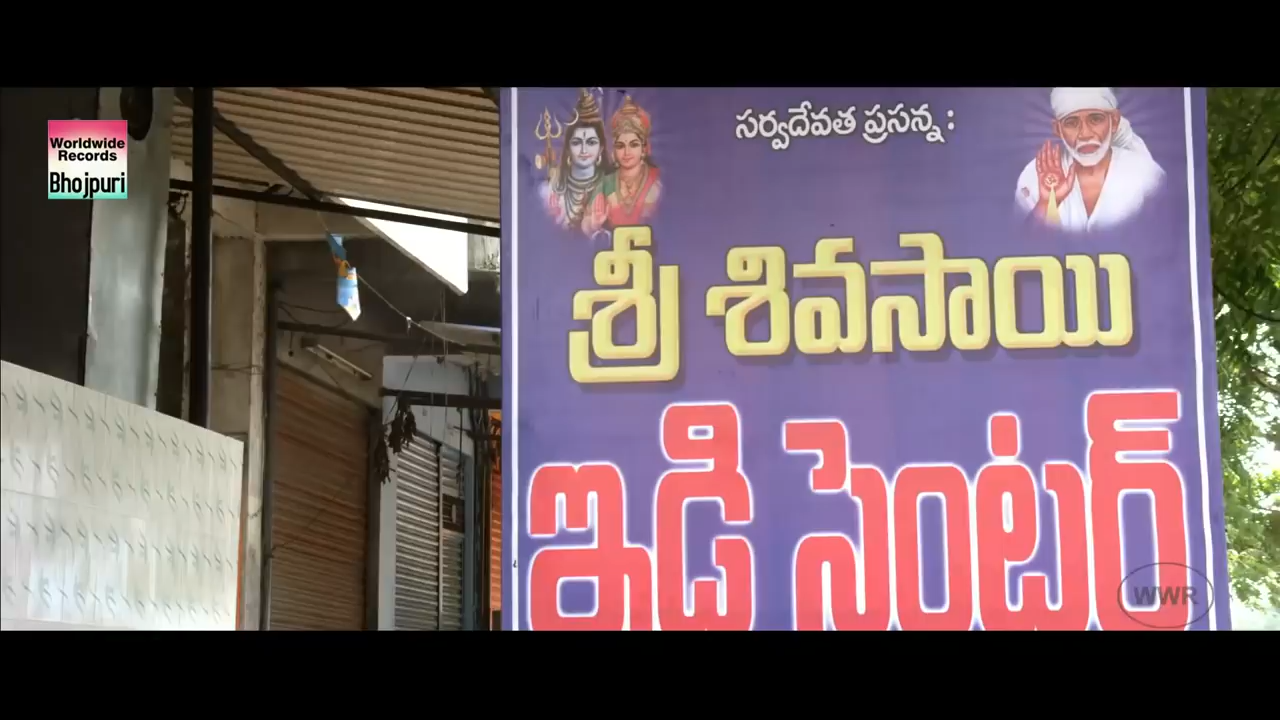 Worldwide
Records
Bhojpuri
సర్వదేవత ప్రసన్న:
శ్రీ శివసాయి
ఇడి సెంటర్
WWR